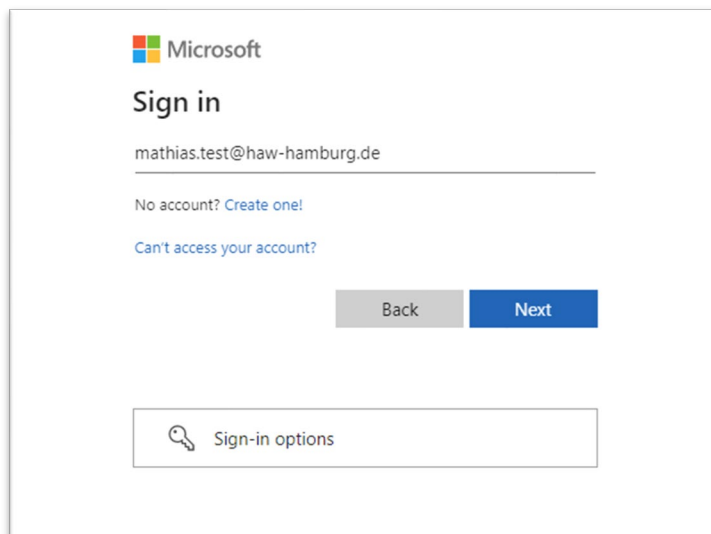 Microsoft
Sign in
mathias.test@haw-hamburg.de
No account? Create one!
Can't access your account?
Back Next
Sign-in options